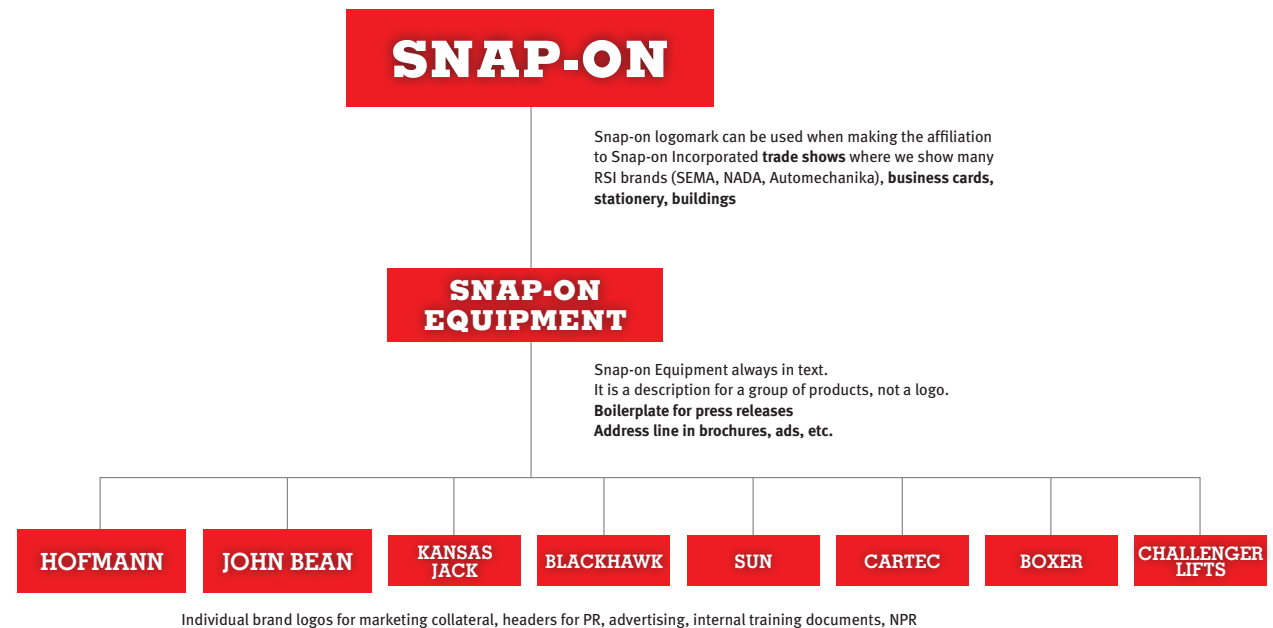 SNAP-ON
Snap-on logomark can be used when making the affiliation
to Snap-on Incorporated trade shows where we show many
RSI brands (SEMA, NADA, Automechanika), business cards,
stationery, buildings
SNAP-ON
EQUIPMENT
Snap-on Equipment always in text.
It is a description for a group of products, not a logo.
Boilerplate for press releases
Address line in brochures, ads, etc.
HOFMANN
JOHN BEAN
KANSAS
JACK
BLACKHAWK
SUN
CARTEC
BOXER
CHALLENGER
LIFTS
Individual brand logos for marketing collateral, headers for PR, advertising, internal training documents, NPR